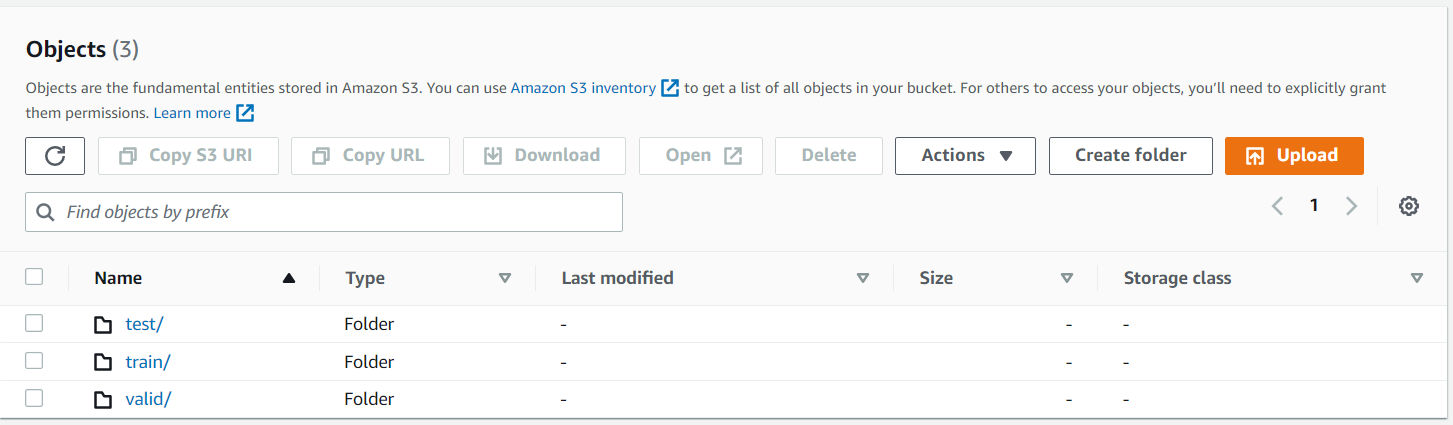 Objects (3)
Objects are the fundamental entities stored in Amazon S3. You can use Amazon S3 inventory to get a list of all objects in your bucket. For others to access your objects, you'll need to explicitly grant
them permissions. Learn more
Copy S3 URI Copy URL Download Open Delete Actions Create folder Upload
Find objects by prefix 1
Name Type Last modified Size Storage class
test/ Folder - - -
train/ Folder - - -
valid/ Folder - - -